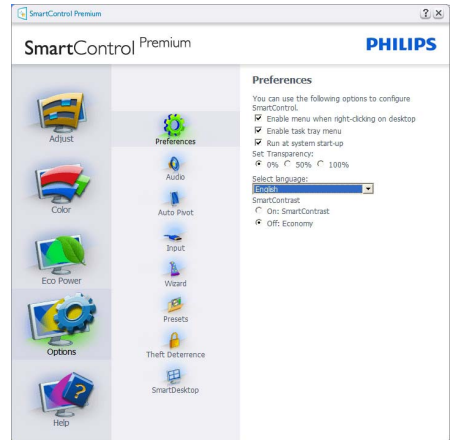 SmartControl Premium
SmartControl Premium
PHILIPS
Adjust
Color
Eco Power
Options
Help
Preferences
Audio
Auto Pivot
Input
Wizard
Presets
Theft Deterrence
SmartDesktop
Preferences
You can use the following options to configure
SmartControl.
Enable menu when right-clicking on desktop
Enable task tray menu
Run at system start-up
Set Transparency:
0% 50% 100%
Select language:
English
SmartContrast
On: SmartContrast
Off: Economy